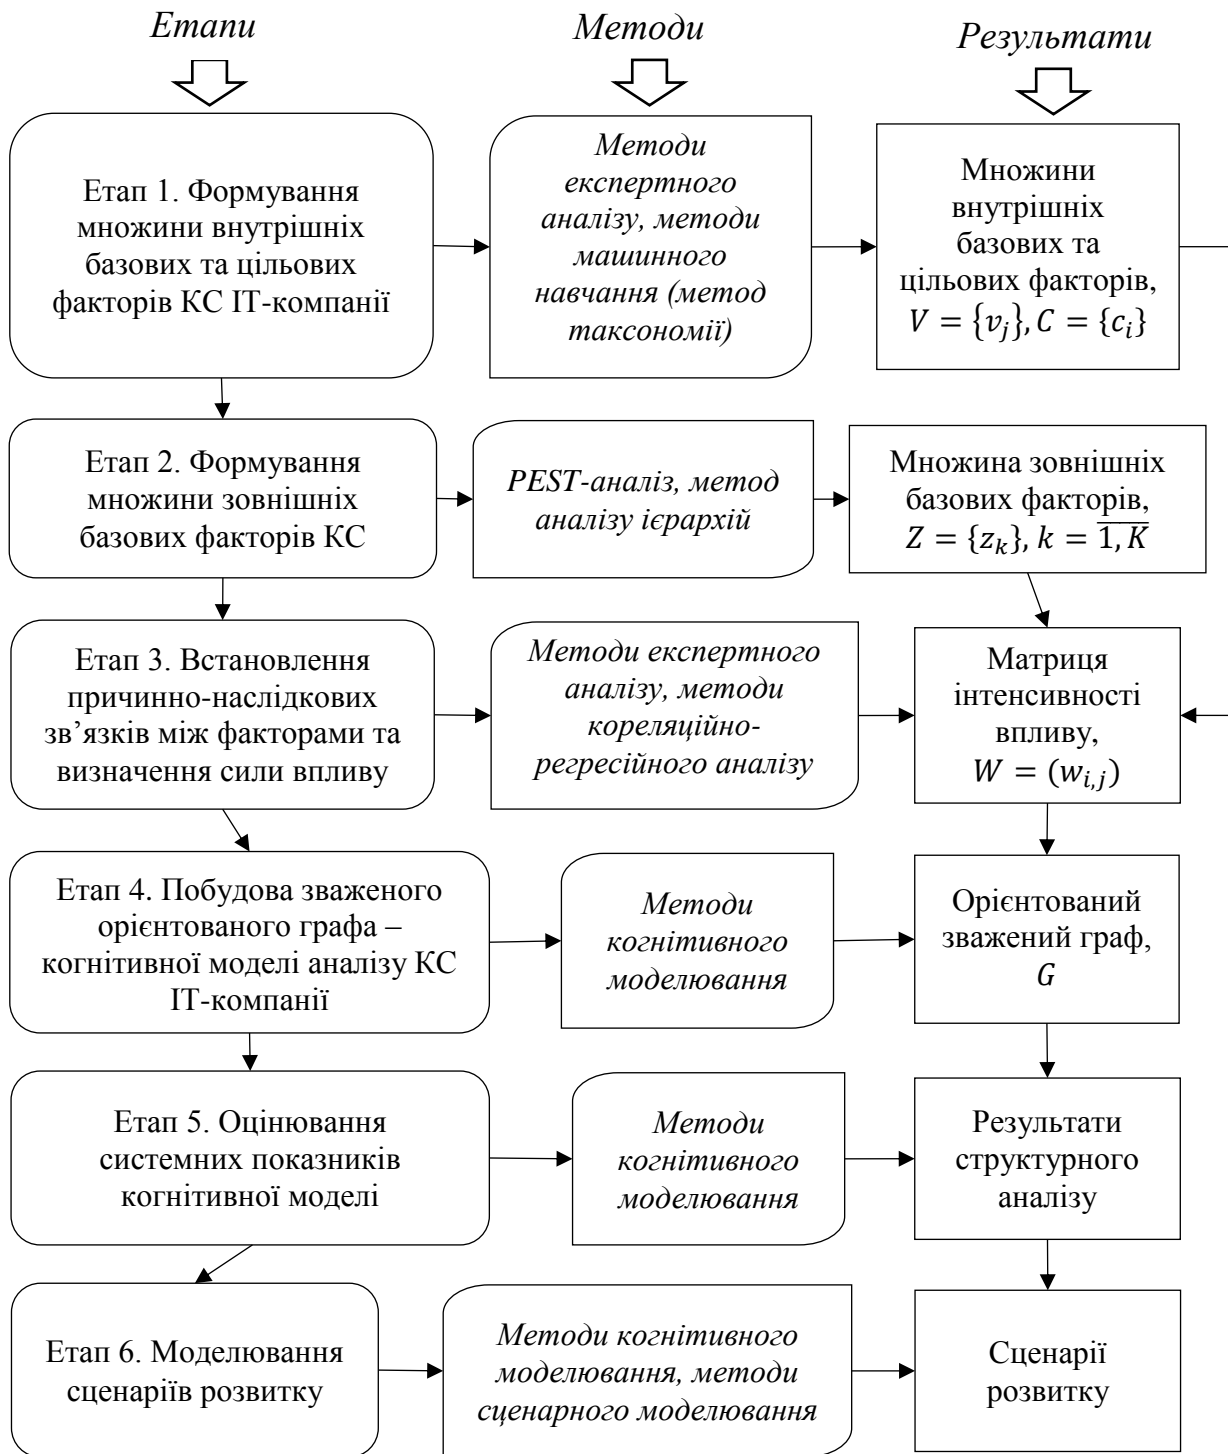 Етапи
Методи
Результати
Етап 1. Формування
множини внутрішніх
базових та цільових
факторів КС ІТ-компанії
Методи
експертного
аналізу, методи
машинного
навчання (метод
таксономії)
Множини
внутрішніх
базових та
цільових факторів,
V = {v_j}, C = {c_i}
Етап 2. Формування
множини зовнішніх
базових факторів КС
PEST-аналіз, метод
аналізу ієрархій
Множина зовнішніх
базових факторів,
Z = {z_k}, k = \overline{1, K}
Етап 3. Встановлення
причинно-наслідкових
зв’язків між факторами та
визначення сили впливу
Методи експертного
аналізу, методи
кореляційно-
регресійного аналізу
Матриця
інтенсивності
впливу,
W = (w_{i,j})
Етап 4. Побудова зваженого
орієнтованого графа –
когнітивної моделі аналізу КС
ІТ-компанії
Методи
когнітивного
моделювання
Орієнтований
зважений граф,
G
Етап 5. Оцінювання
системних показників
когнітивної моделі
Методи
когнітивного
моделювання
Результати
структурного
аналізу
Етап 6. Моделювання
сценаріїв розвитку
Методи когнітивного
моделювання, методи
сценарного моделювання
Сценарії
розвитку